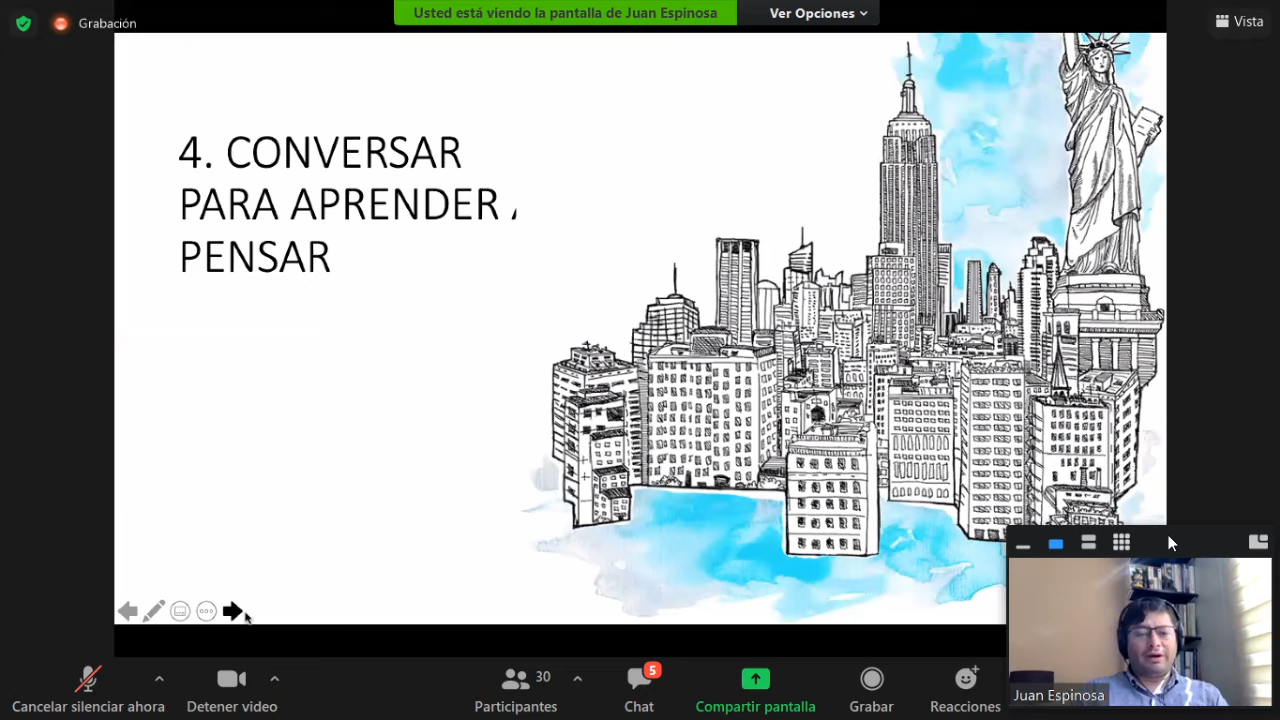 Grabación
Usted está viendo la pantalla de Juan Espinosa
Ver Opciones
Vista
4. CONVERSAR
PARA APRENDER
PENSAR
Juan Espinosa
Cancelar silenciar ahora
Detener video
30
Participantes
5
Chat
Compartir pantalla
Grabar
Reacciones